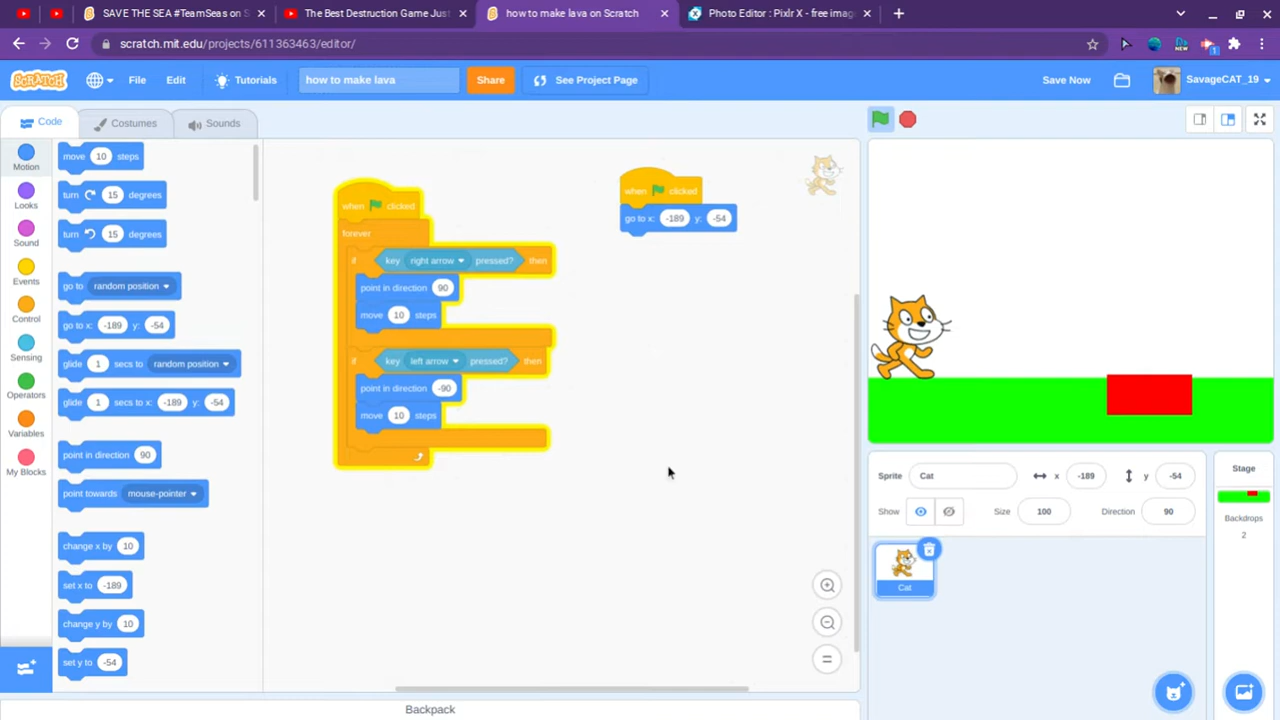 SAVE THE SEA #TeamSeas on S
The Best Destruction Game Just
how to make lava on Scratch
Photo Editor : Pixlr X - free imag
scratch.mit.edu/projects/611363463/editor/
SCRATCH
File
Edit
Tutorials
how to make lava
Share
See Project Page
Save Now
SavageCAT_19
Code
Costumes
Sounds
Motion
Looks
Sound
Events
Control
Sensing
Operators
Variables
My Blocks
move 10 steps
turn 15 degrees
turn 15 degrees
go to random position
go to x: -189 y: -54
glide 1 secs to random position
glide 1 secs to x: -189 y: -54
point in direction 90
point towards mouse-pointer
change x by 10
set x to -189
change y by 10
set y to -54
when clicked
forever
if key right arrow pressed? then
point in direction 90
move 10 steps
if key left arrow pressed? then
point in direction -90
move 10 steps
when clicked
go to x: -189 y: -54
Backpack
Sprite Cat x -189 y -54
Show Size 100 Direction 90
Cat
Stage
Backdrops
2